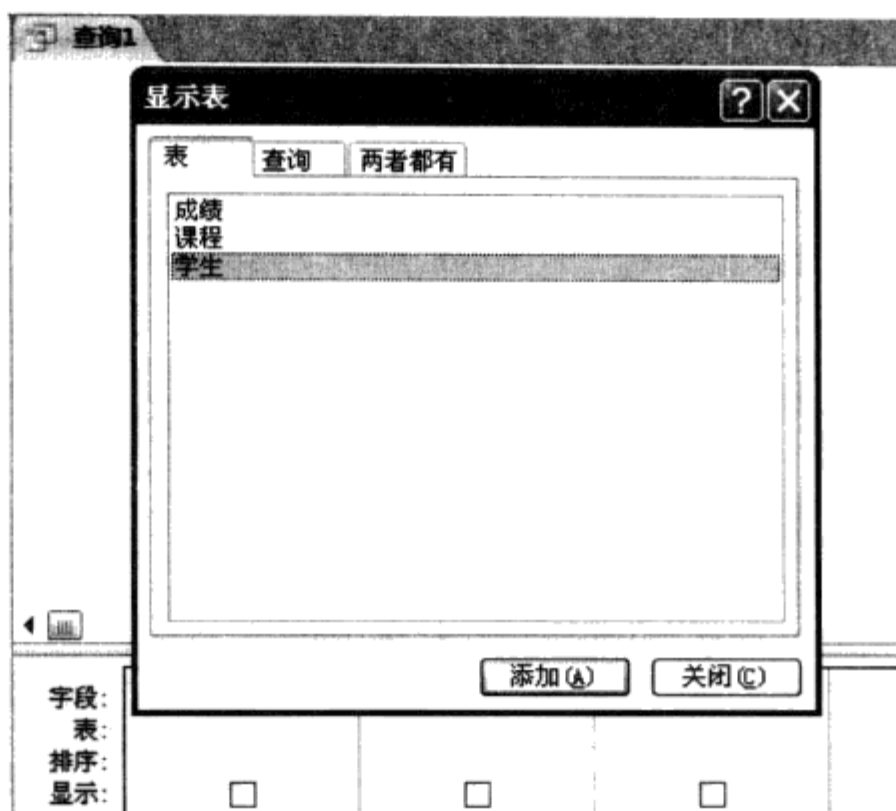 查询1
显示表
表 查询 两者都有
成绩
课程
学生
添加(A) 关闭(C)
字段:
表:
排序:
显示: